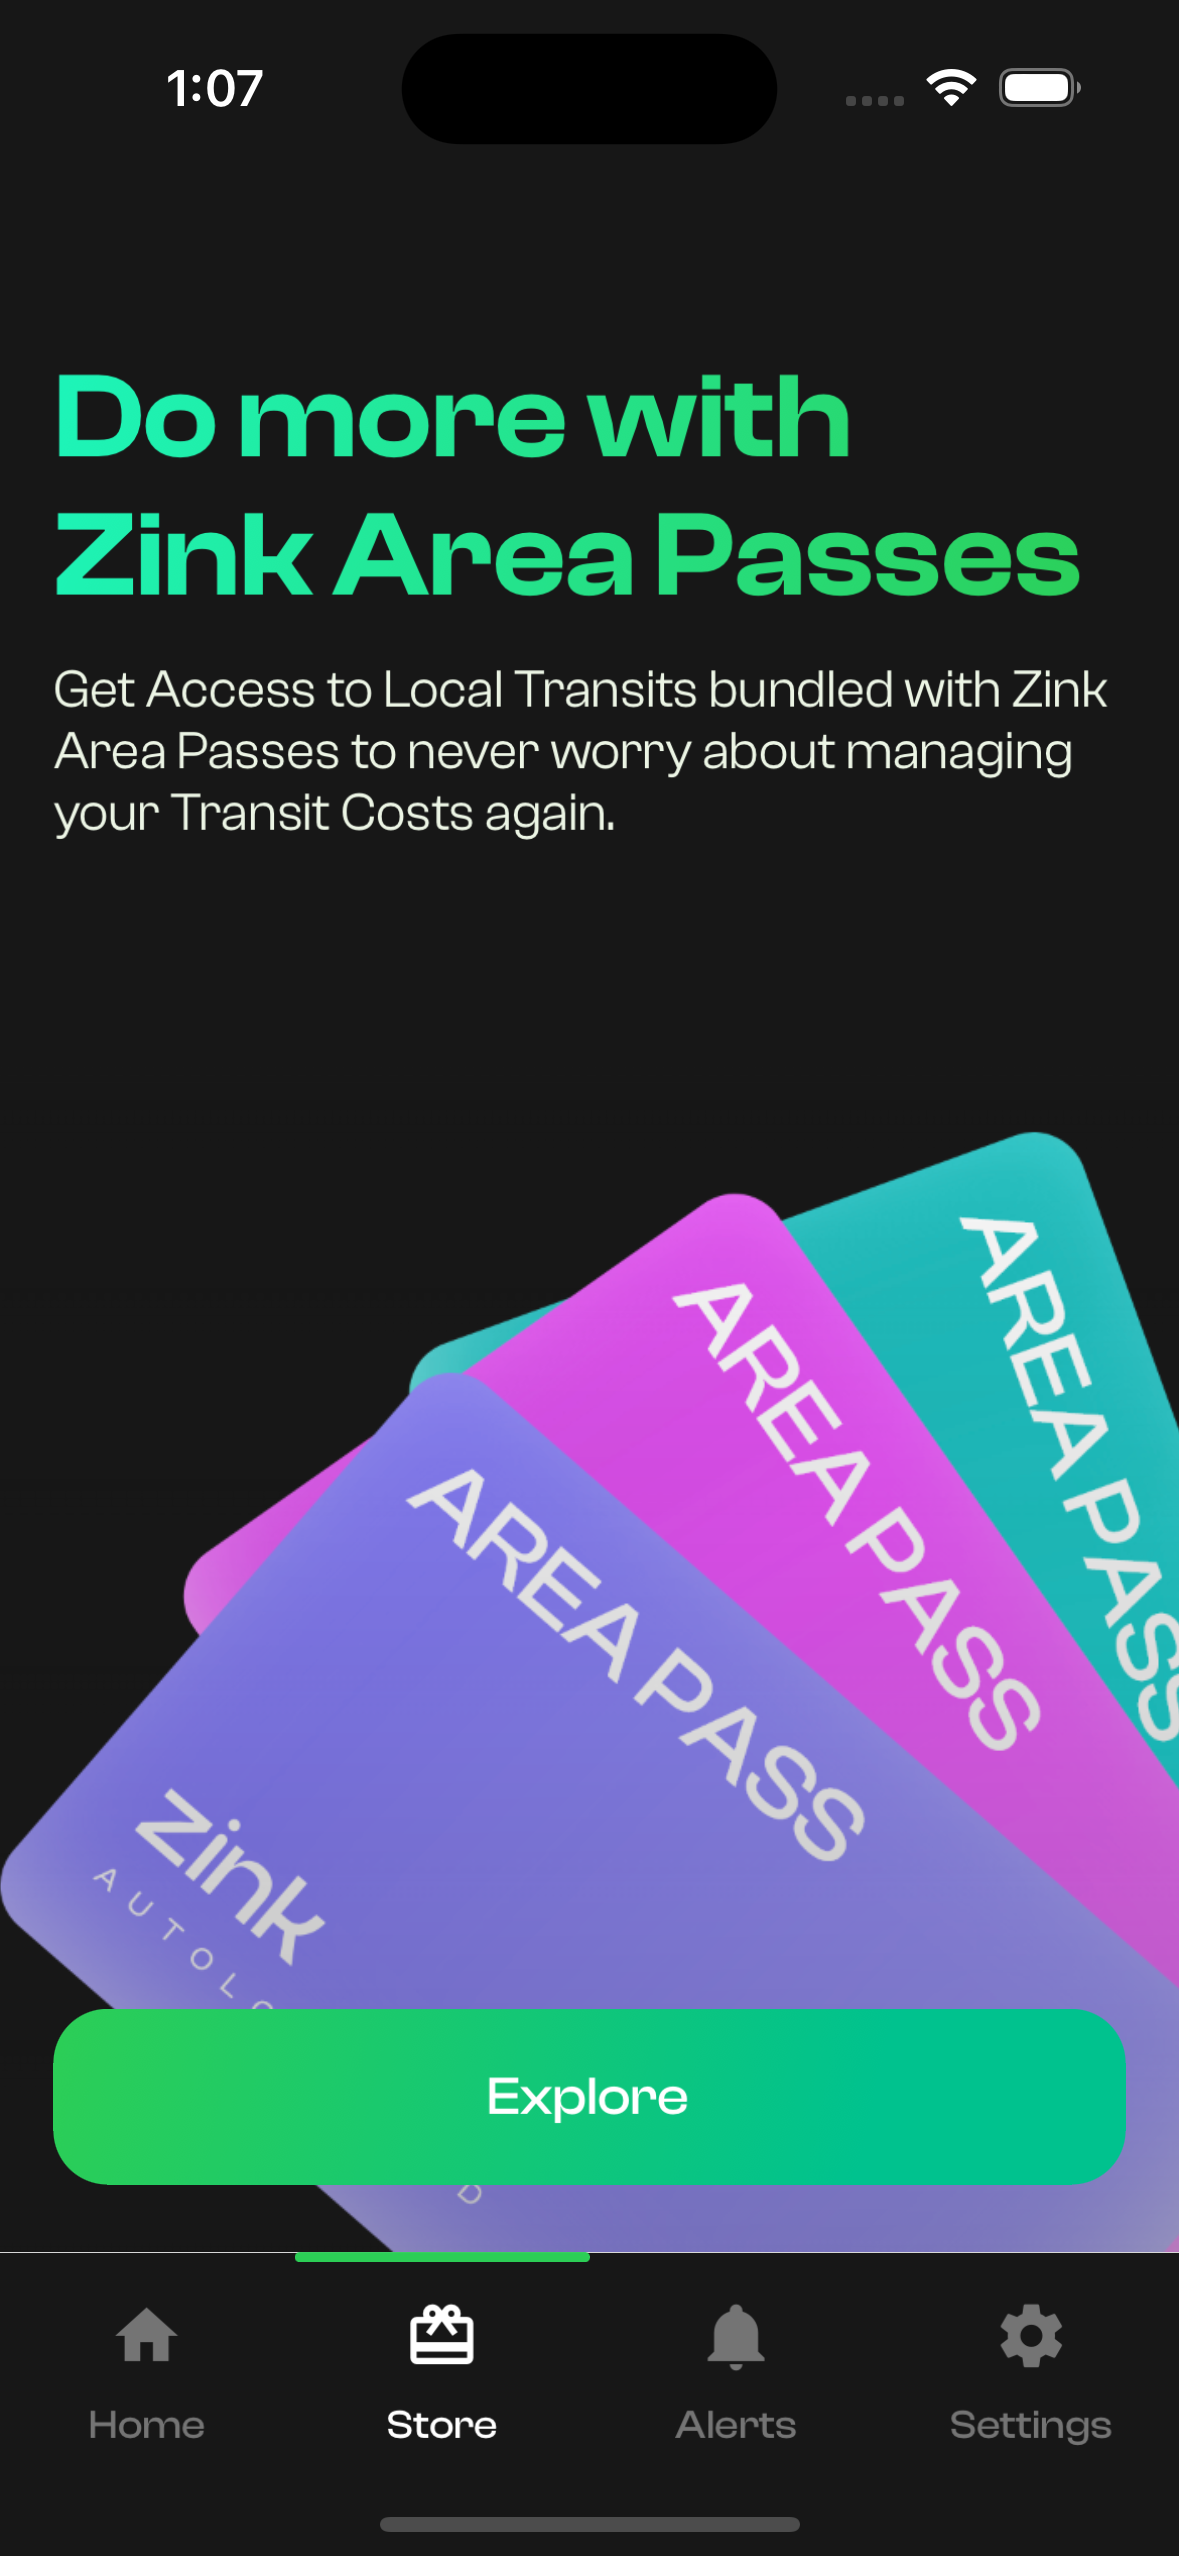 1:07
Do more with
Zink Area Passes
Get Access to Local Transits bundled with Zink
Area Passes to never worry about managing
your Transit Costs again.
AREA PASS
AREA PASS
AREA PASS
zink
Explore
Home
Store
Alerts
Settings